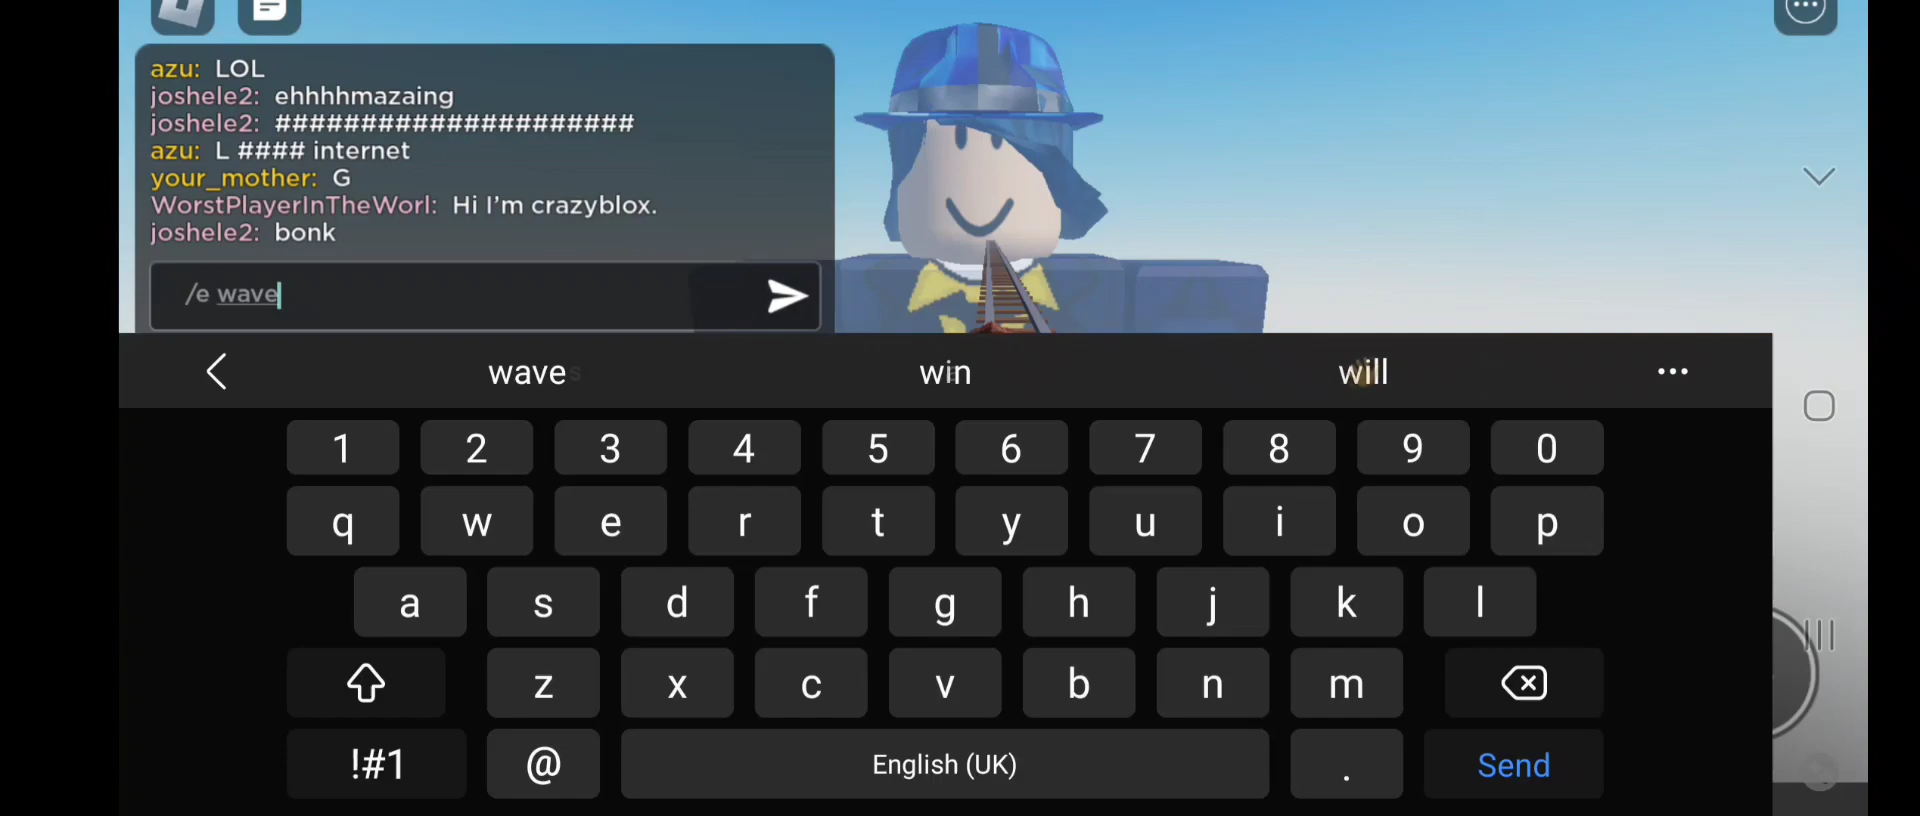 azu: LOL
joshele2: ehhhhmazaing
joshele2: #####################
azu: L #### internet
your_mother: G
WorstPlayerInTheWorl: Hi I’m crazyblox.
joshele2: bonk
/e wave
wave win will
1 2 3 4 5 6 7 8 9 0
q w e r t y u i o p
a s d f g h j k l
z x c v b n m
!#1 @ English (UK) . Send